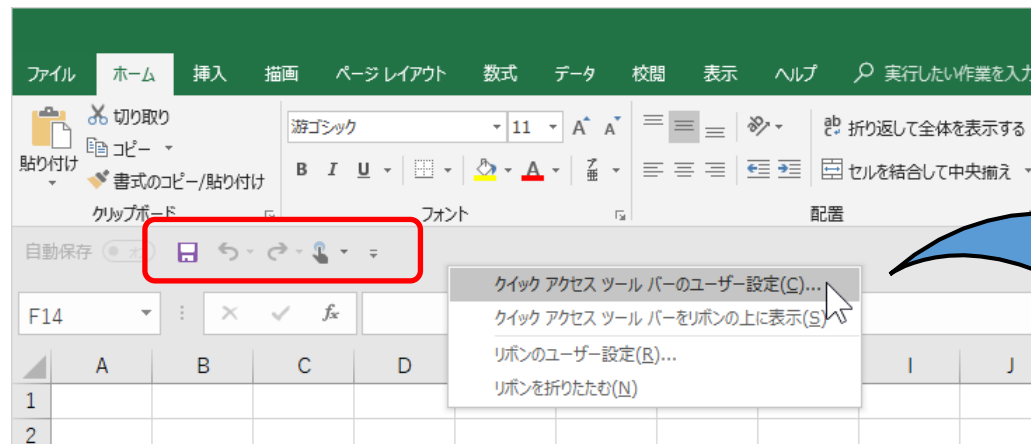 ファイル ホーム 挿入 描画 ページ レイアウト 数式 データ 校閲 表示 ヘルプ 実行したい作業を入力
切り取り
コピー
書式のコピー/貼り付け
貼り付け
クリップボード
游ゴシック 11 A A
B I U A
フォント
ab 折り返して全体を表示する
セルを結合して中央揃え
配置
自動保存
クイック アクセス ツール バーのユーザー設定(C)...
クイック アクセス ツール バーをリボンの上に表示(S)
リボンのユーザー設定(R)...
リボンを折りたたむ(N)
F14 fx
A B C D I J
1
2